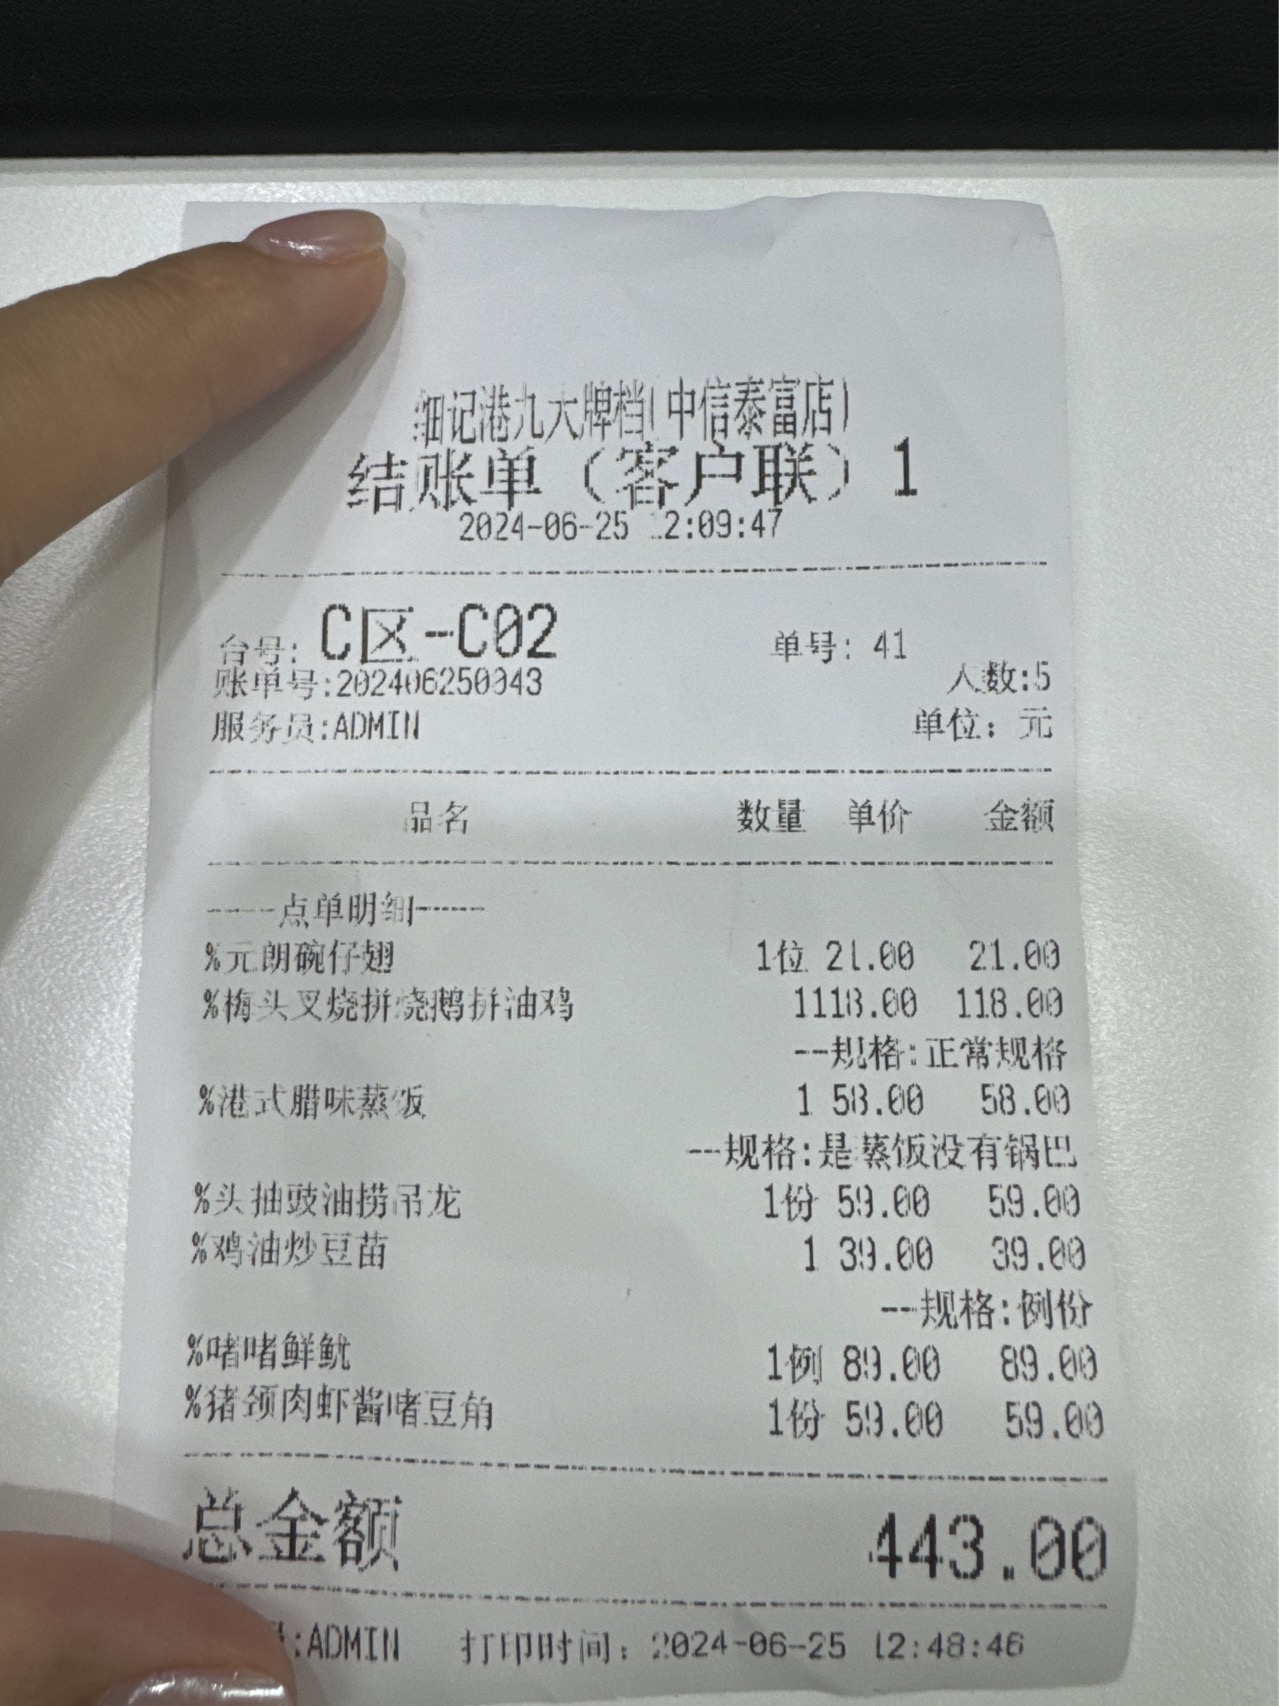 细记港九大牌档(中信泰富店)
结账单（客户联）1
2024-06-25 12:09:47
台号: C区-C02 单号: 41
账单号:202406250043 人数:5
服务员:ADMIN 单位: 元
品名 数量 单价 金额
----点单明细----
%元朗碗仔翅 1位 21.00 21.00
%梅头叉烧拼烧鹅拼油鸡 1118.00 118.00
--规格:正常规格
%港式腊味蒸饭 1 58.00 58.00
--规格:是蒸饭没有锅巴
%头抽豉油捞吊龙 1份 59.00 59.00
%鸡油炒豆苗 1 39.00 39.00
--规格:例份
%啫啫鲜鱿 1例 89.00 89.00
%猪颈肉虾酱啫豆角 1份 59.00 59.00
总金额 443.00
:ADMIN 打印时间: 2024-06-25 12:48:46